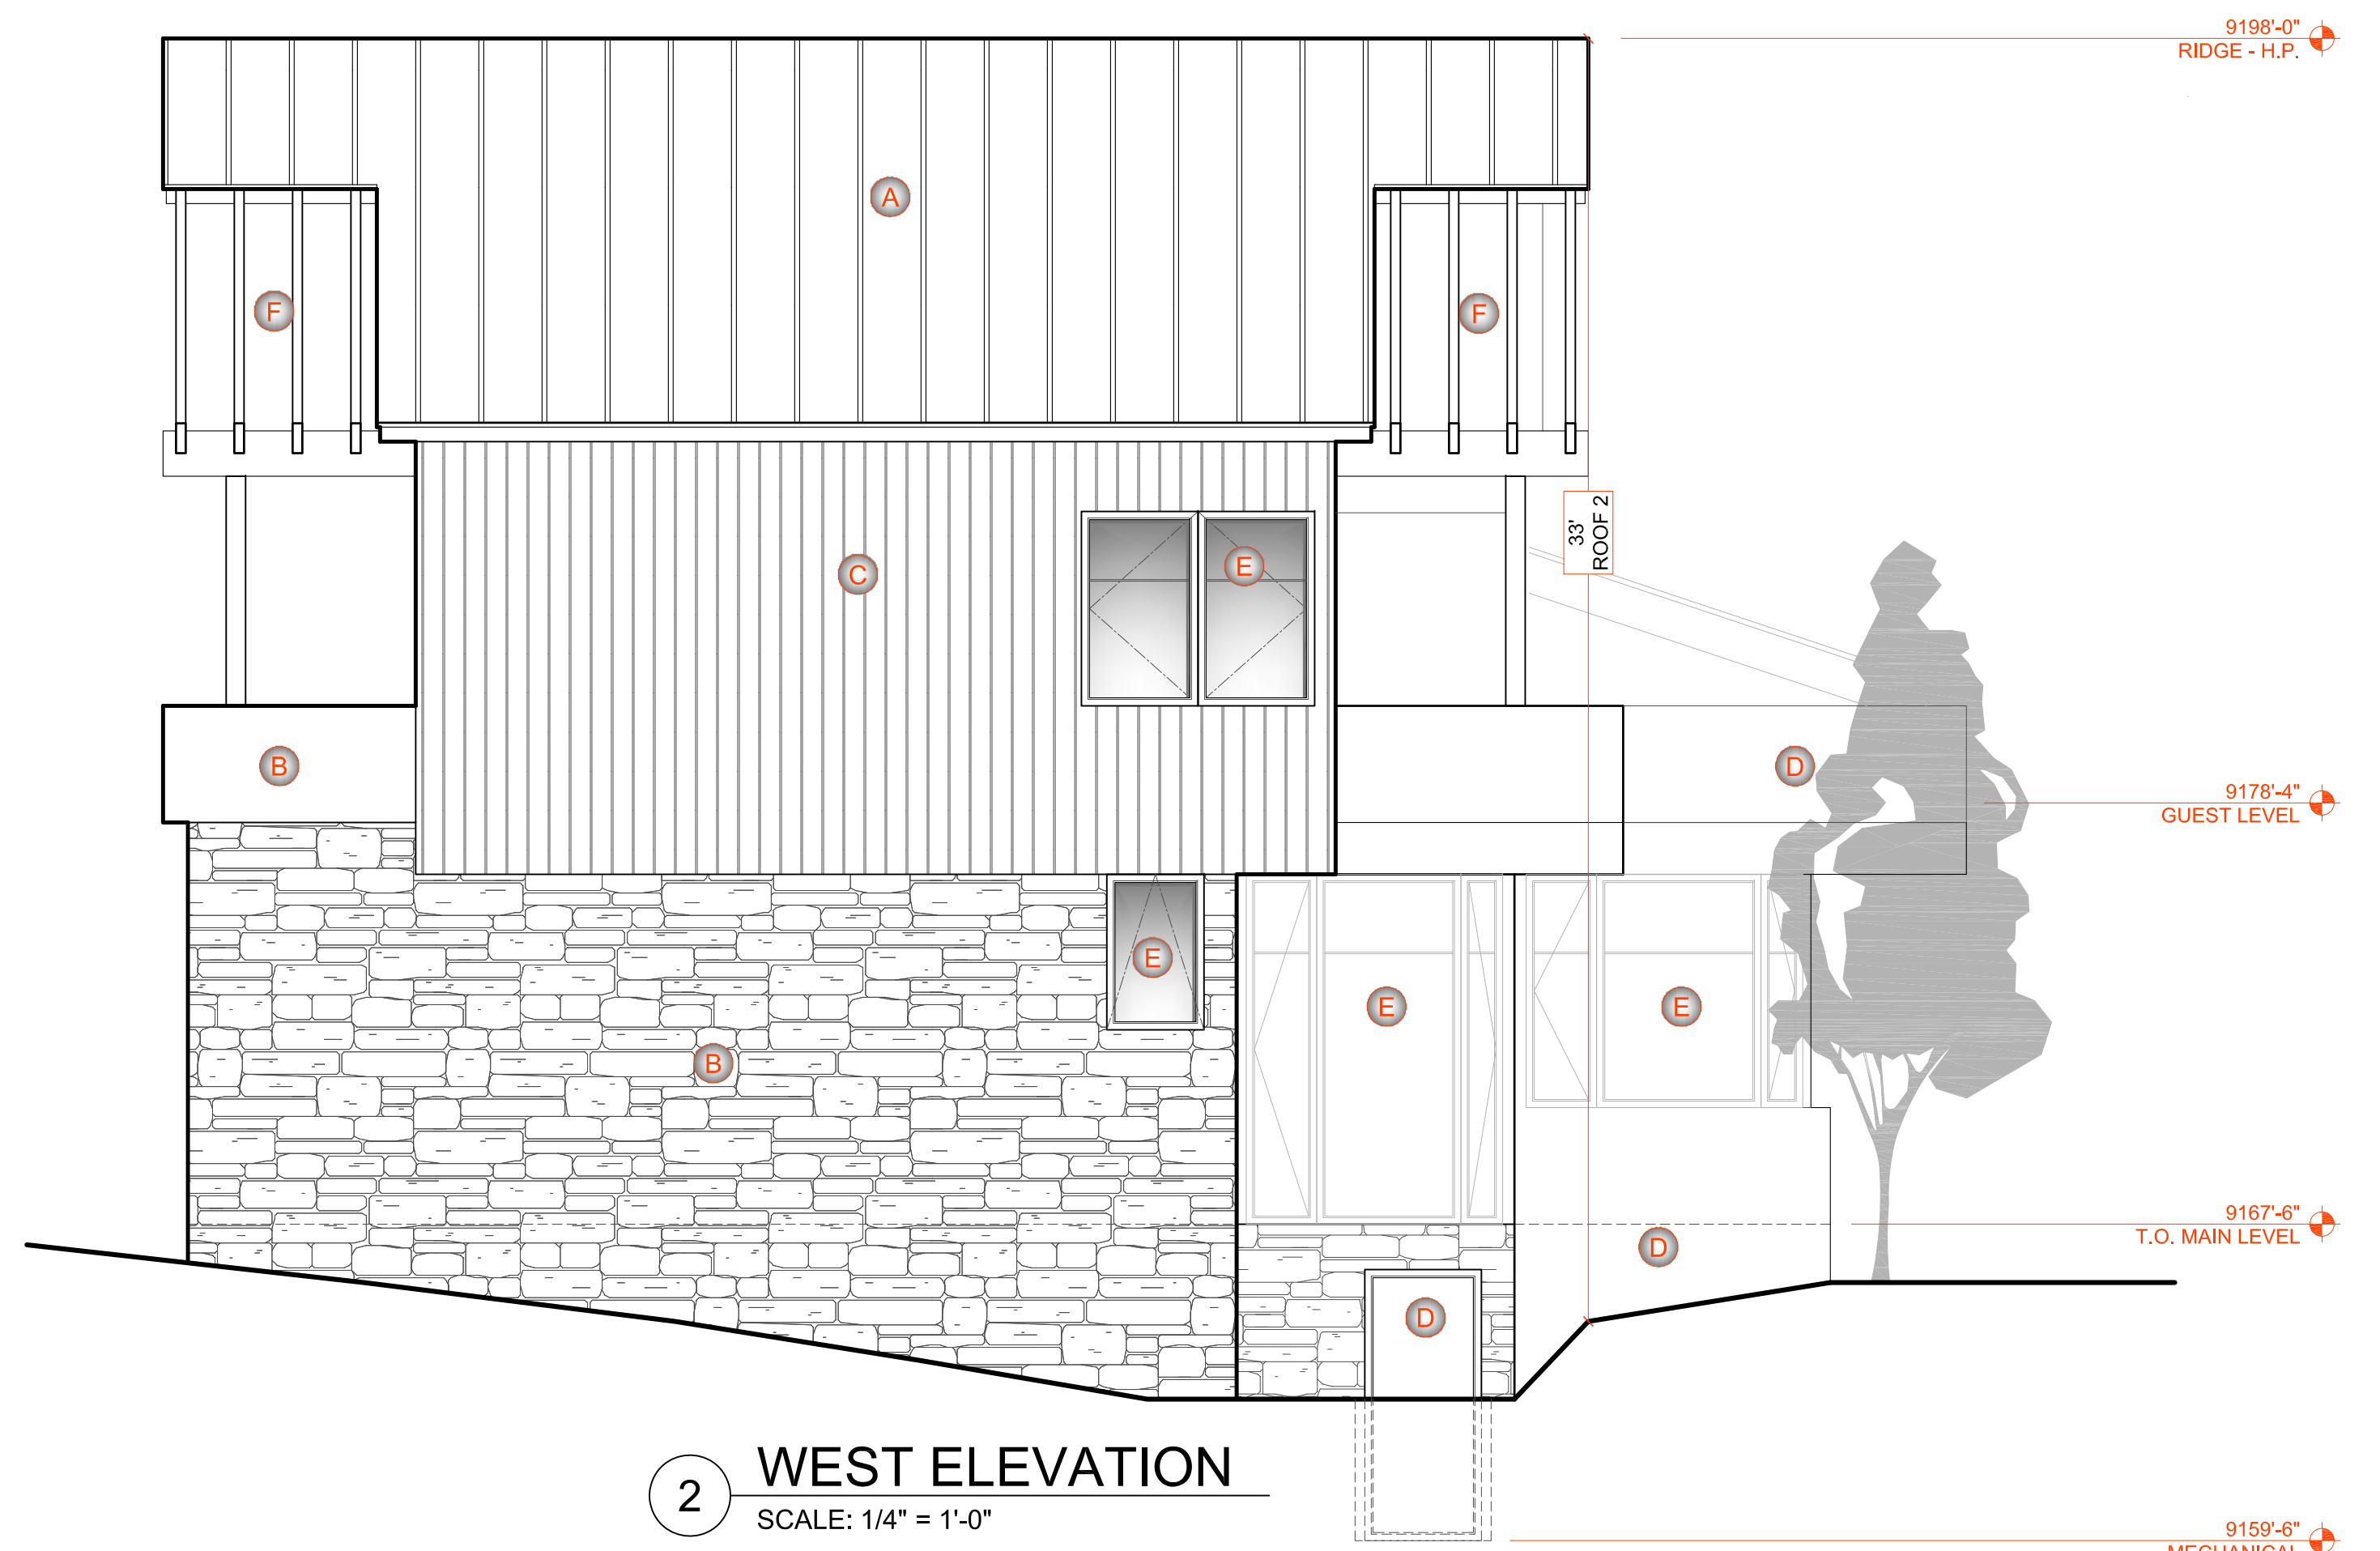 9198'-0"
RIDGE - H.P.
A
F
F
33'
ROOF 2
C
E
B
D
9178'-4"
GUEST LEVEL
E
E
E
B
9167'-6"
T.O. MAIN LEVEL
D
D
2
WEST ELEVATION
SCALE: 1/4" = 1'-0"
9159'-6"
MECHANICAL